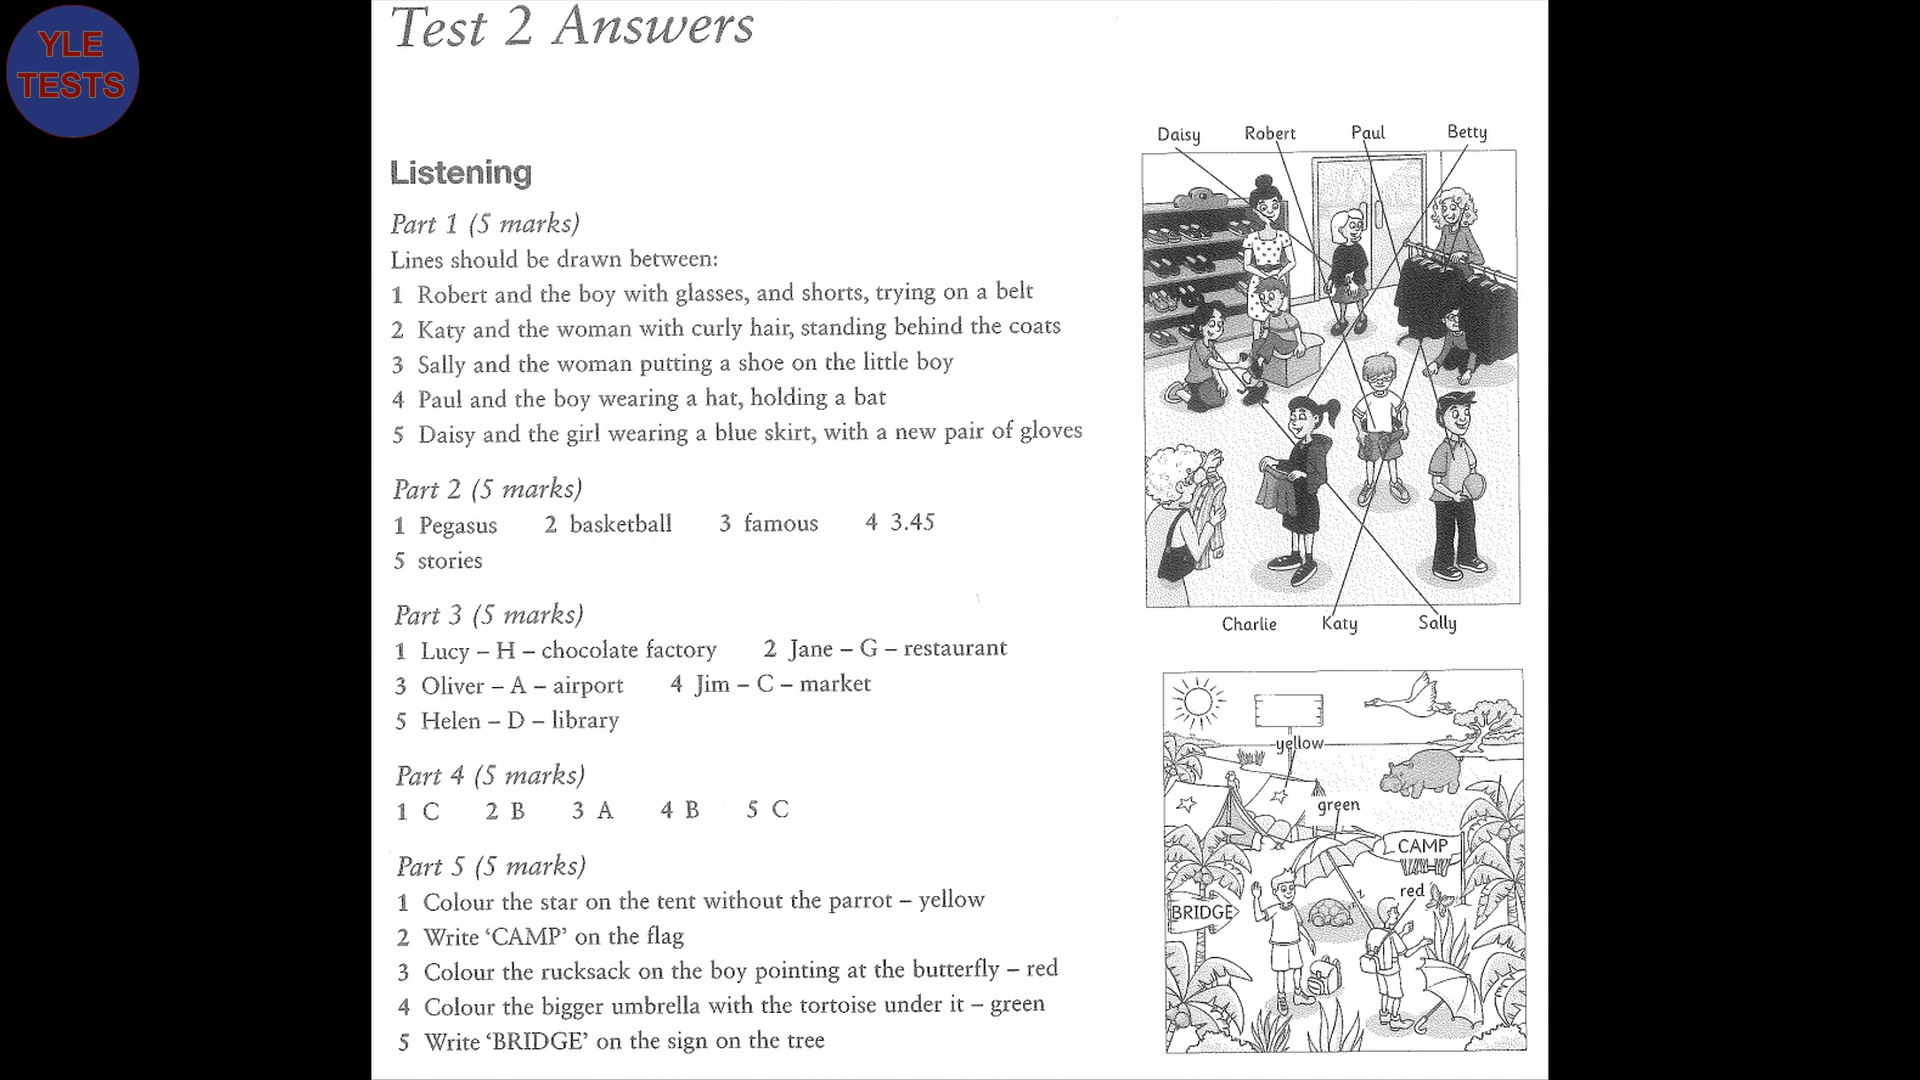 YLE
TESTS
Test 2 Answers
Listening
Part 1 (5 marks)
Lines should be drawn between:
1 Robert and the boy with glasses, and shorts, trying on a belt
2 Katy and the woman with curly hair, standing behind the coats
3 Sally and the woman putting a shoe on the little boy
4 Paul and the boy wearing a hat, holding a bat
5 Daisy and the girl wearing a blue skirt, with a new pair of gloves
Part 2 (5 marks)
1 Pegasus 2 basketball 3 famous 4 3.45
5 stories
Part 3 (5 marks)
1 Lucy – H – chocolate factory 2 Jane – G – restaurant
3 Oliver – A – airport 4 Jim – C – market
5 Helen – D – library
Part 4 (5 marks)
1 C 2 B 3 A 4 B 5 C
Part 5 (5 marks)
1 Colour the star on the tent without the parrot – yellow
2 Write ‘CAMP’ on the flag
3 Colour the rucksack on the boy pointing at the butterfly – red
4 Colour the bigger umbrella with the tortoise under it – green
5 Write ‘BRIDGE’ on the sign on the tree
Daisy Robert Paul Betty
Charlie Katy Sally
yellow
green
CAMP
red
BRIDGE